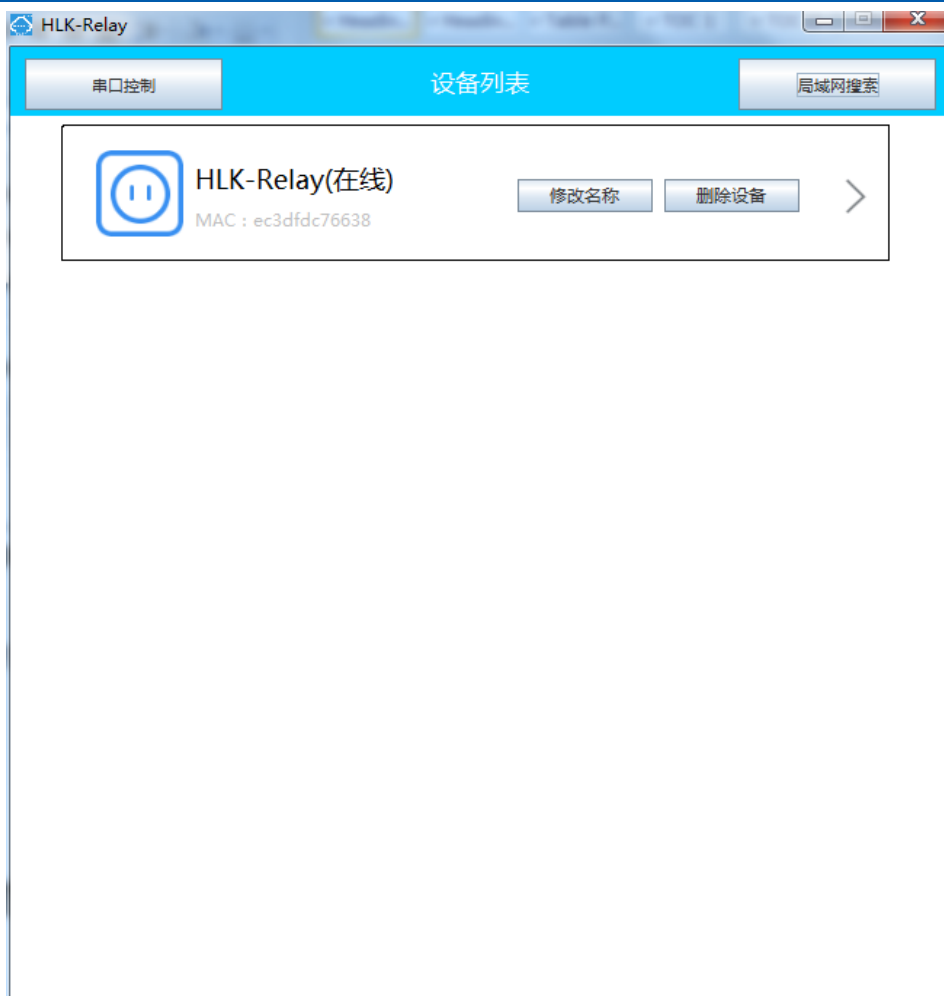 HLK-Relay
串口控制
设备列表
局域网搜索
HLK-Relay(在线)
修改名称
删除设备
MAC：ec3dfdc76638